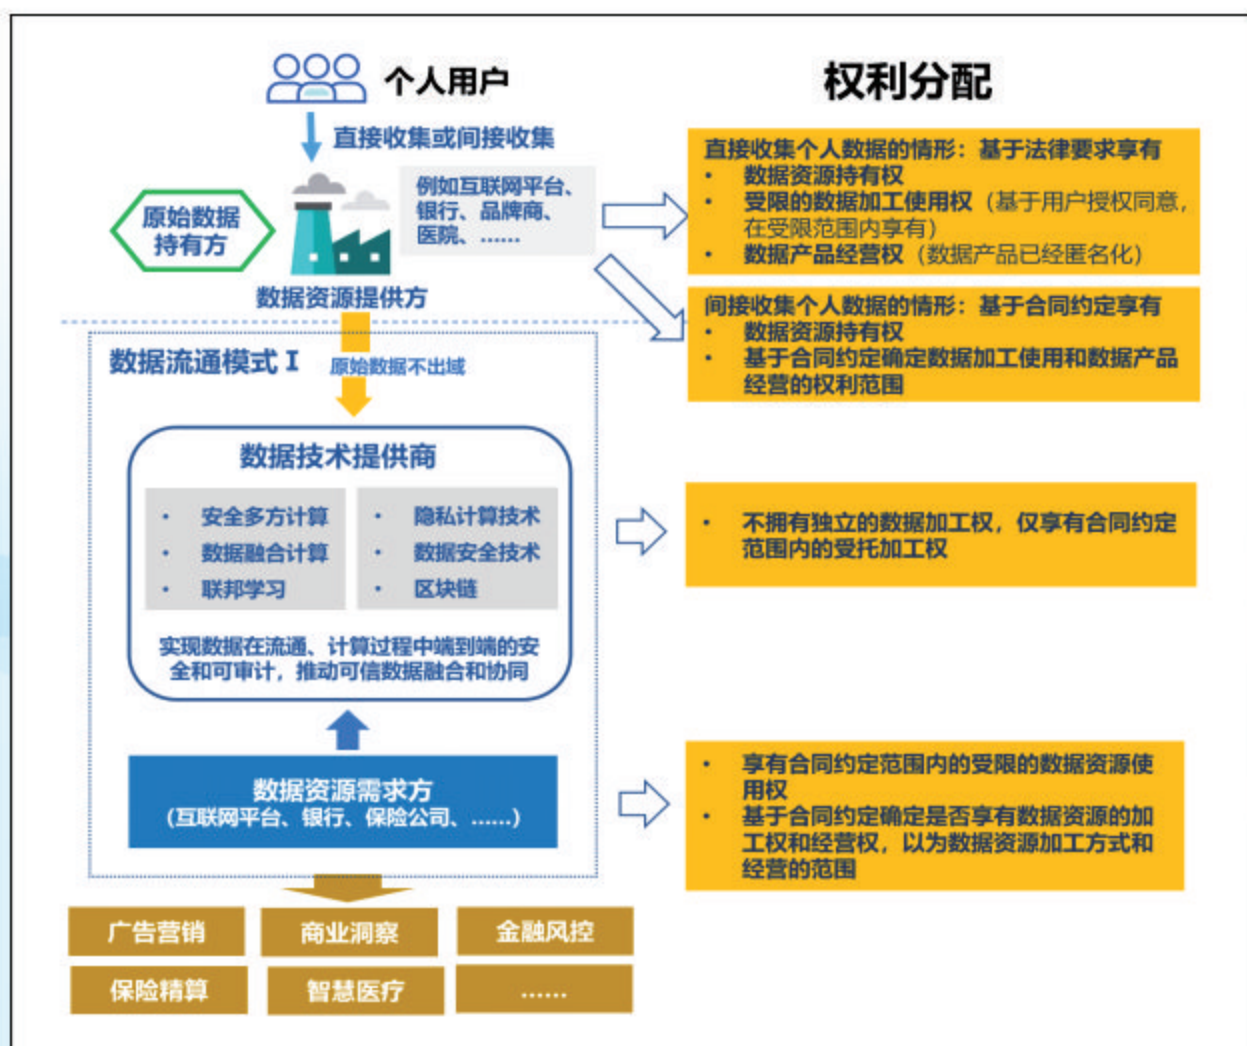 个人用户
权利分配
直接收集或间接收集
原始数据
持有方
例如互联网平台、
银行、品牌商、
医院、......
数据资源提供方
直接收集个人数据的情形：基于法律要求享有
• 数据资源持有权
• 受限的数据加工使用权（基于用户授权同意，
在受限范围内享有）
• 数据产品经营权（数据产品已经匿名化）
间接收集个人数据的情形：基于合同约定享有
• 数据资源持有权
• 基于合同约定确定数据加工使用和数据产品
经营的权利范围
数据流通模式 I
原始数据不出域
数据技术提供商
• 安全多方计算
• 数据融合计算
• 联邦学习
• 隐私计算技术
• 数据安全技术
• 区块链
实现数据在流通、计算过程中端到端的安
全和可审计，推动可信数据融合和协同
• 不拥有独立的数据加工权，仅享有合同约定
范围内的受托加工权
数据资源需求方
（互联网平台、银行、保险公司、......）
• 享有合同约定范围内的受限的数据资源使
用权
• 基于合同约定确定是否享有数据资源的加
工权和经营权，以为数据资源加工方式和
经营的范围
广告营销
商业洞察
金融风控
保险精算
智慧医疗
......